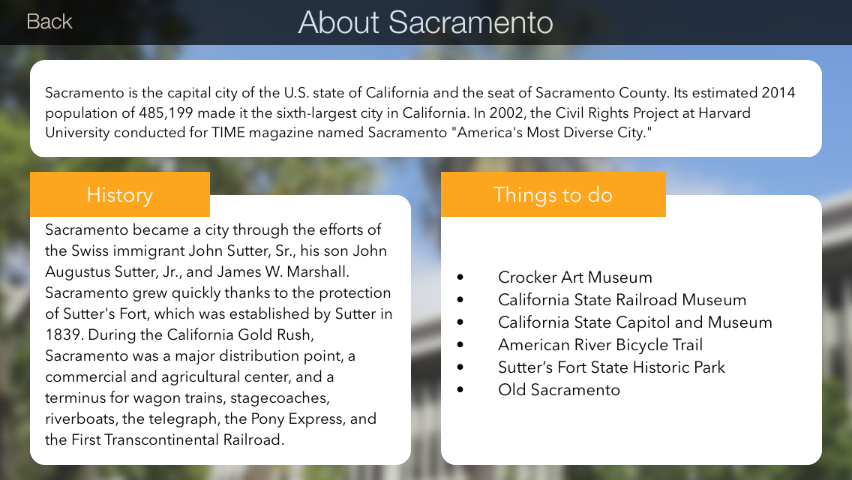 Back
About Sacramento
Sacramento is the capital city of the U.S. state of California and the seat of Sacramento County. Its estimated 2014
population of 485,199 made it the sixth-largest city in California. In 2002, the Civil Rights Project at Harvard
University conducted for TIME magazine named Sacramento "America's Most Diverse City."
History
Sacramento became a city through the efforts of
the Swiss immigrant John Sutter, Sr., his son John
Augustus Sutter, Jr., and James W. Marshall.
Sacramento grew quickly thanks to the protection
of Sutter's Fort, which was established by Sutter in
1839. During the California Gold Rush,
Sacramento was a major distribution point, a
commercial and agricultural center, and a
terminus for wagon trains, stagecoaches,
riverboats, the telegraph, the Pony Express, and
the First Transcontinental Railroad.
Things to do
• Crocker Art Museum
• California State Railroad Museum
• California State Capitol and Museum
• American River Bicycle Trail
• Sutter’s Fort State Historic Park
• Old Sacramento